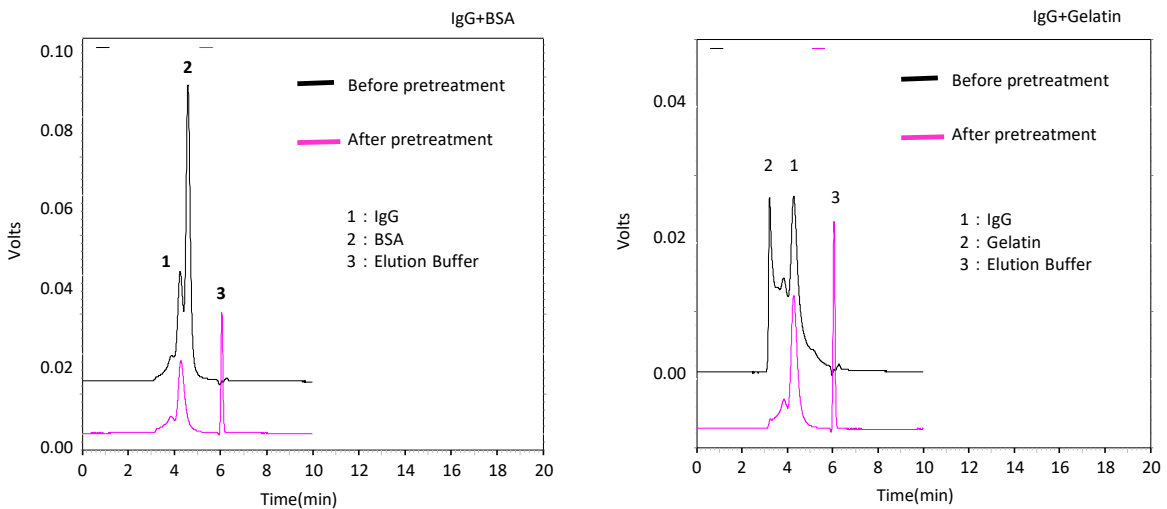 IgG+BSA
0.10
2
Before pretreatment
0.08
After pretreatment
0.06
1 : IgG
2 : BSA
3 : Elution Buffer
Volts
1
0.04
3
0.02
0.00
0 2 4 6 8 10 12 14 16 18 20
Time(min)
IgG+Gelatin
0.04
Before pretreatment
After pretreatment
2 1
3
1 : IgG
2 : Gelatin
3 : Elution Buffer
Volts
0.02
0.00
0 2 4 6 8 10 12 14 16 18 20
Time(min)